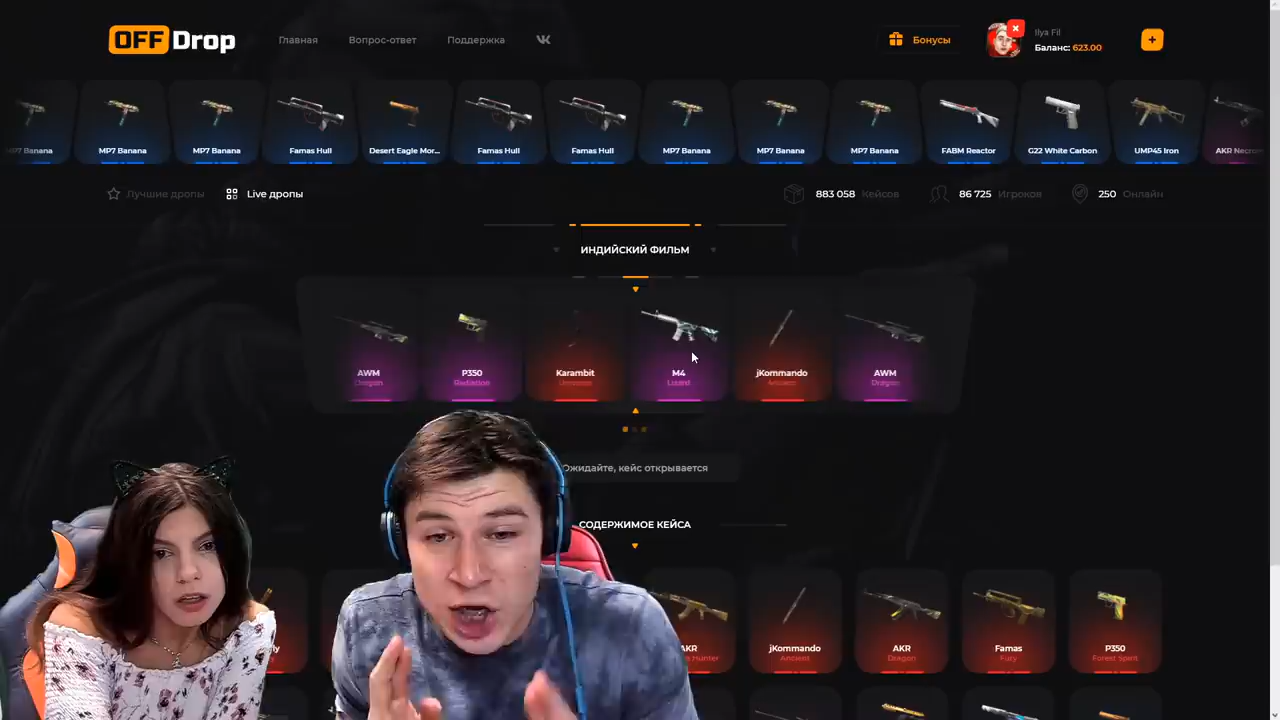 OFF Drop
Главная Вопрос-ответ Поддержка
Бонусы
Ilya Fil
Баланс: 623.00
MP7 Banana MP7 Banana MP7 Banana Famas Hull Desert Eagle Mor... Famas Hull Famas Hull MP7 Banana MP7 Banana MP7 Banana FABM Reactor G22 White Carbon UMP45 Iron AKR
Лучшие дропы Live дропы 883 058 Кейсов 86 725 Игроков 250 Онлайн
ИНДИЙСКИЙ ФИЛЬМ
AWM P350 Karambit M4 jKommando AWM
Dragon Radiation Universe Lizard Ancient Dragon
Ожидайте, кейс открывается
СОДЕРЖИМОЕ КЕЙСА
AKR jKommando AKR Famas P350
Hunter Ancient Dragon Fury Forest Spirit